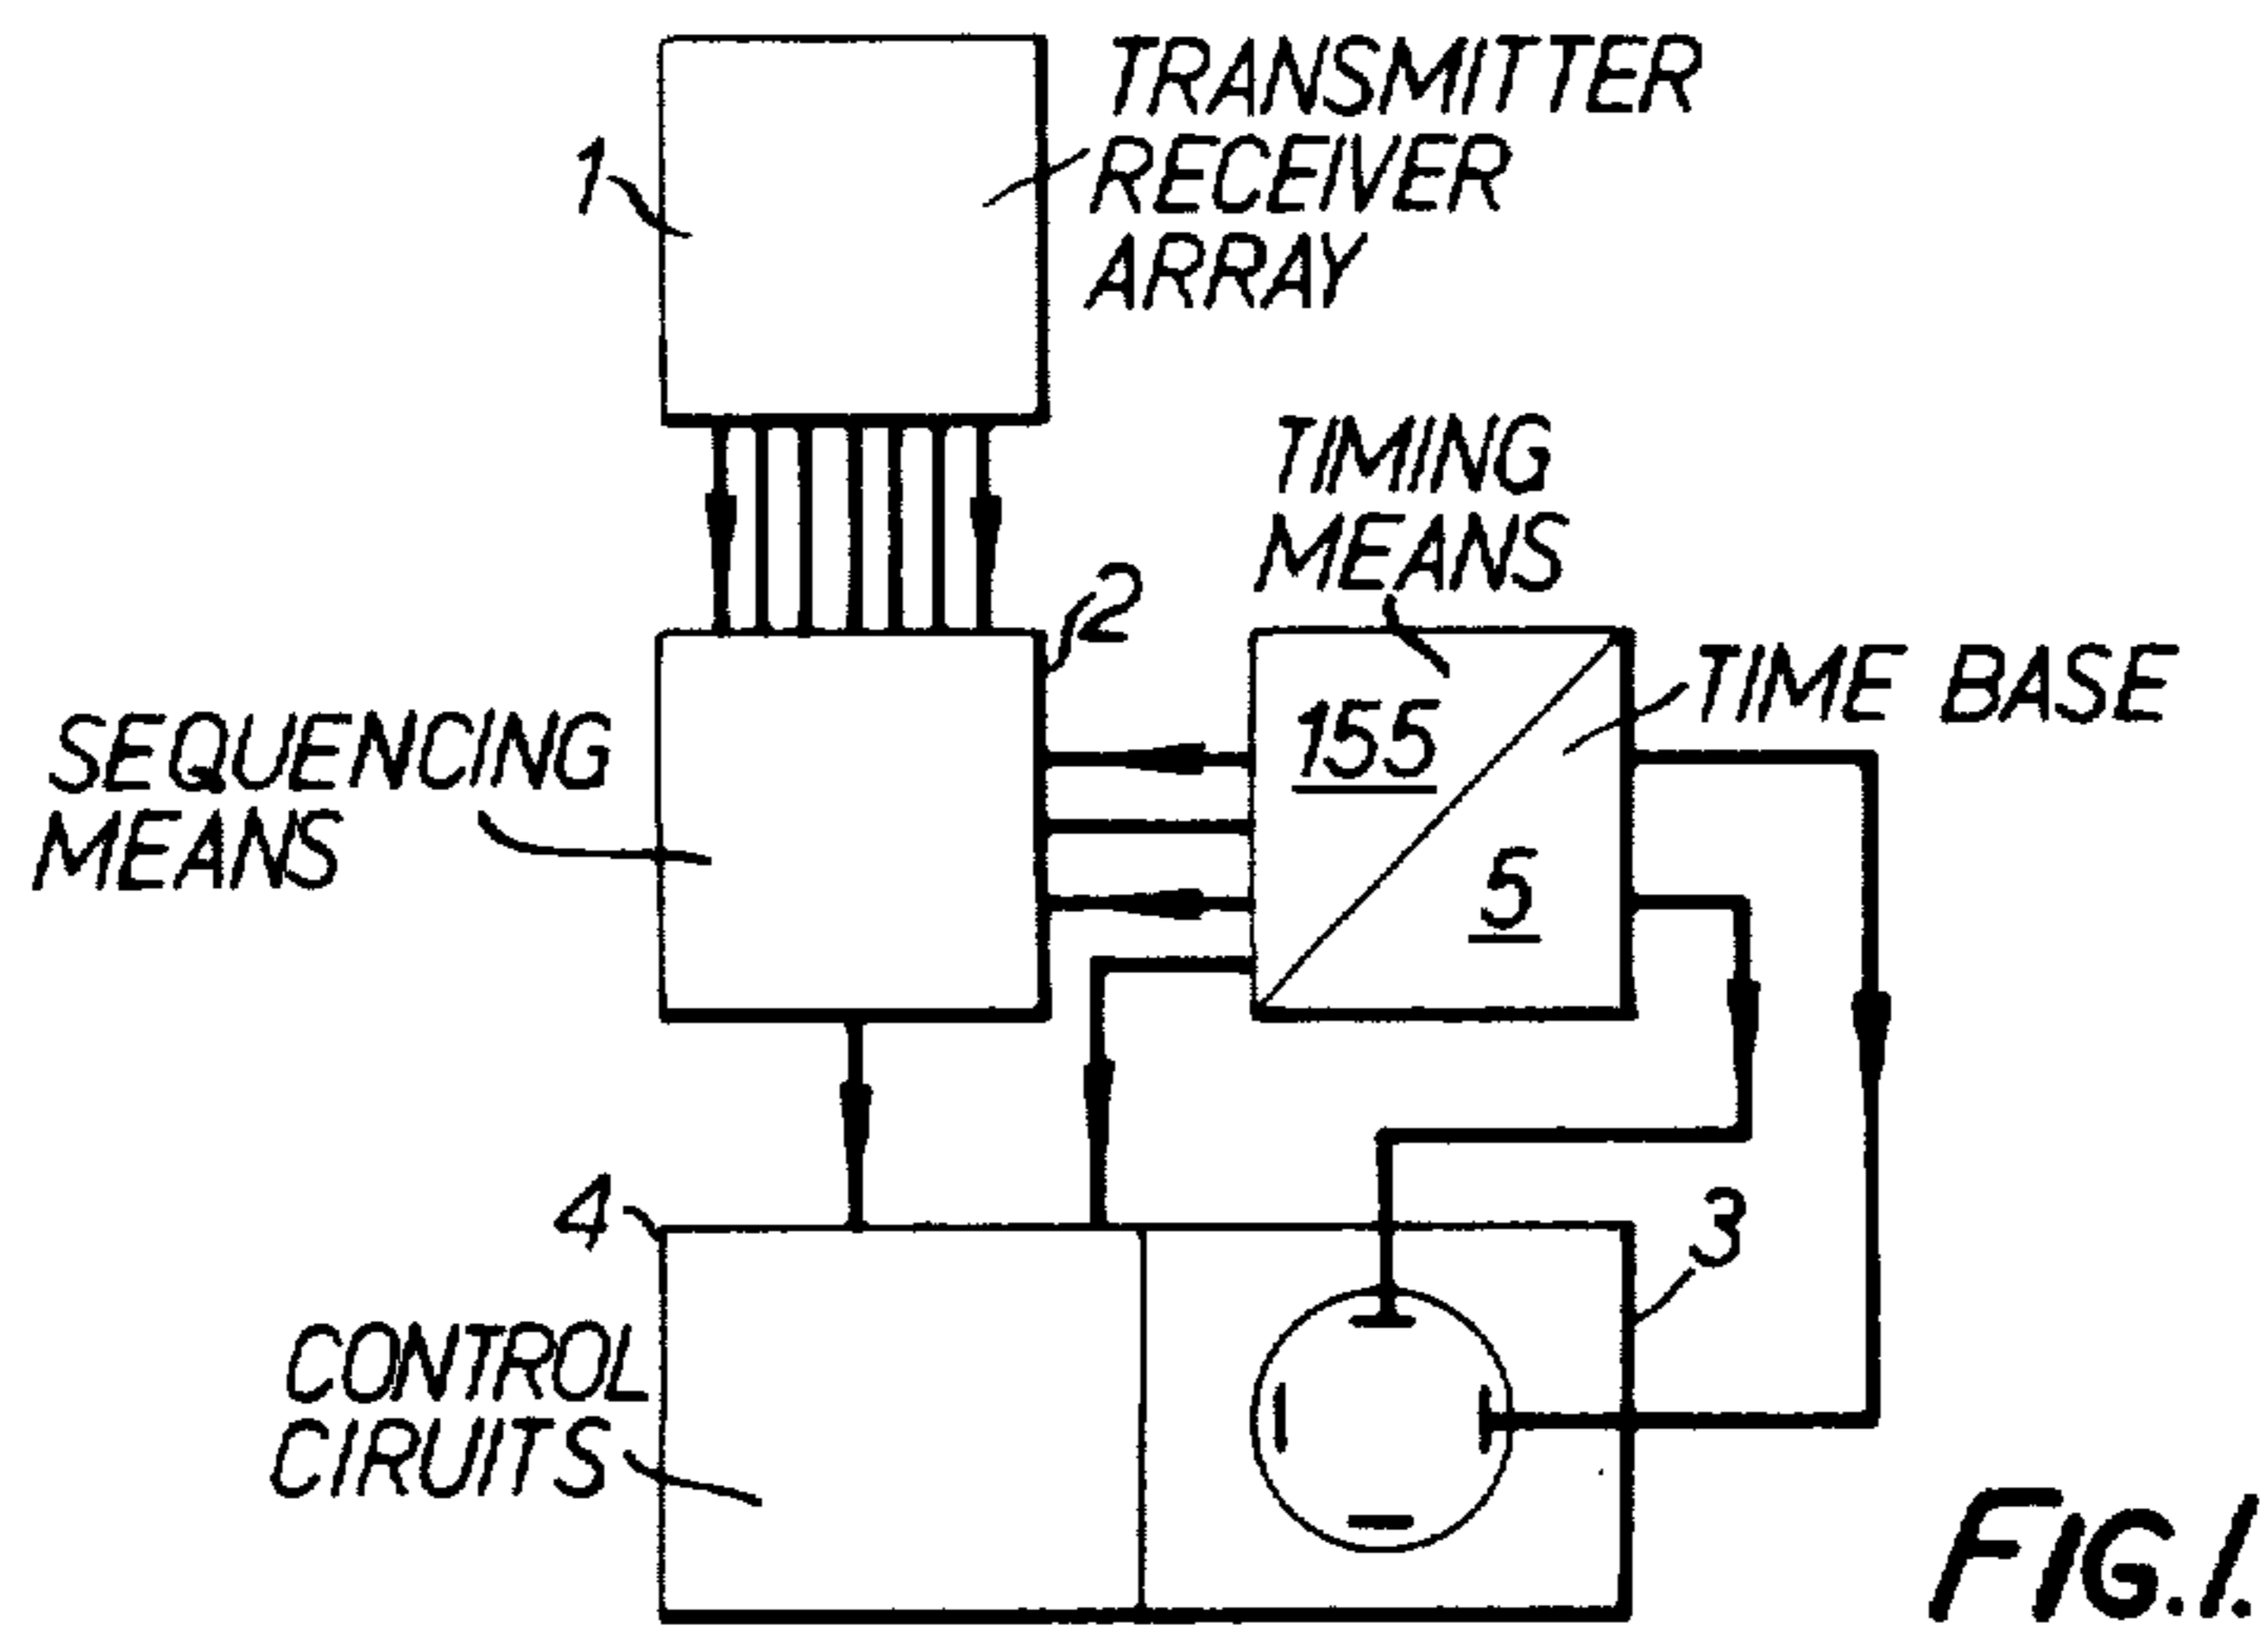 TRANSMITTER
RECEIVER
ARRAY
1
TIMING
MEANS
2
TIME BASE
SEQUENCING
MEANS
155
5
4
3
CONTROL
CIRUITS
FIG.1.